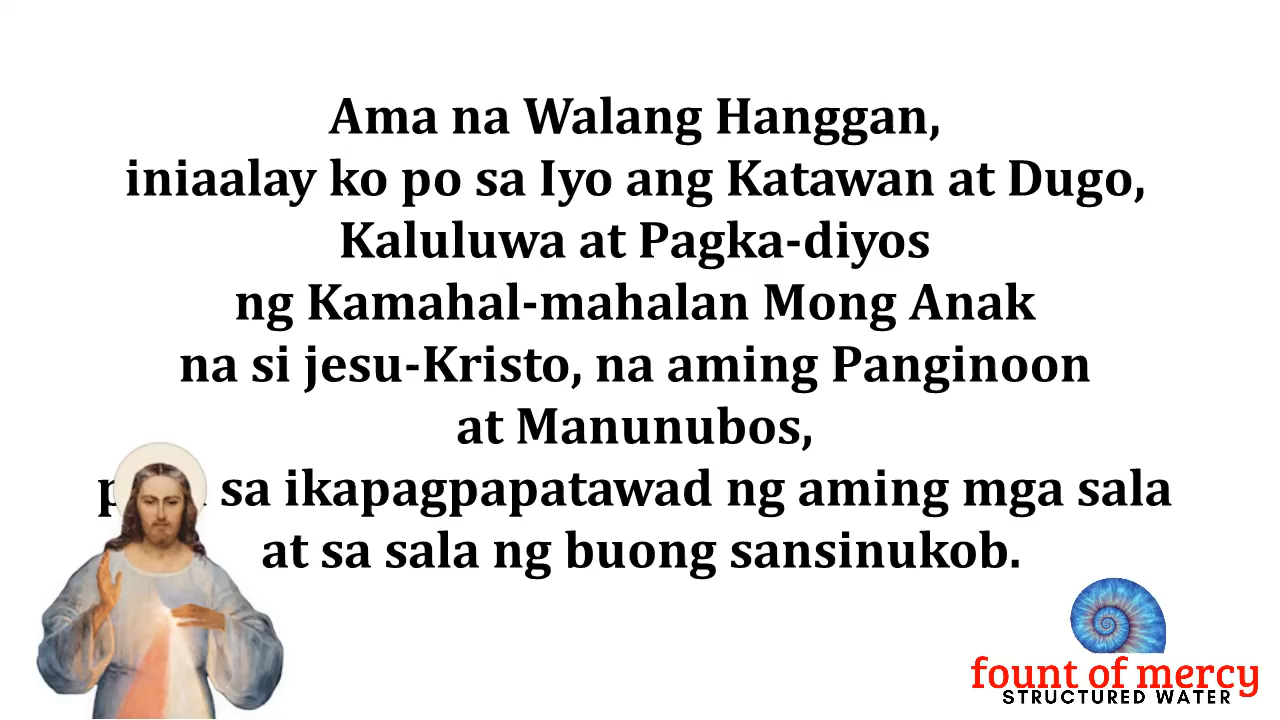 Ama na Walang Hanggan,
iniaalay ko po sa Iyo ang Katawan at Dugo,
Kaluluwa at Pagka-diyos
ng Kamahal-mahalan Mong Anak
na si jesu-Kristo, na aming Panginoon
at Manunubos,
sa ikapagpapatawad ng aming mga sala
at sa sala ng buong sansinukob.
fount of mercy
STRUCTURED WATER